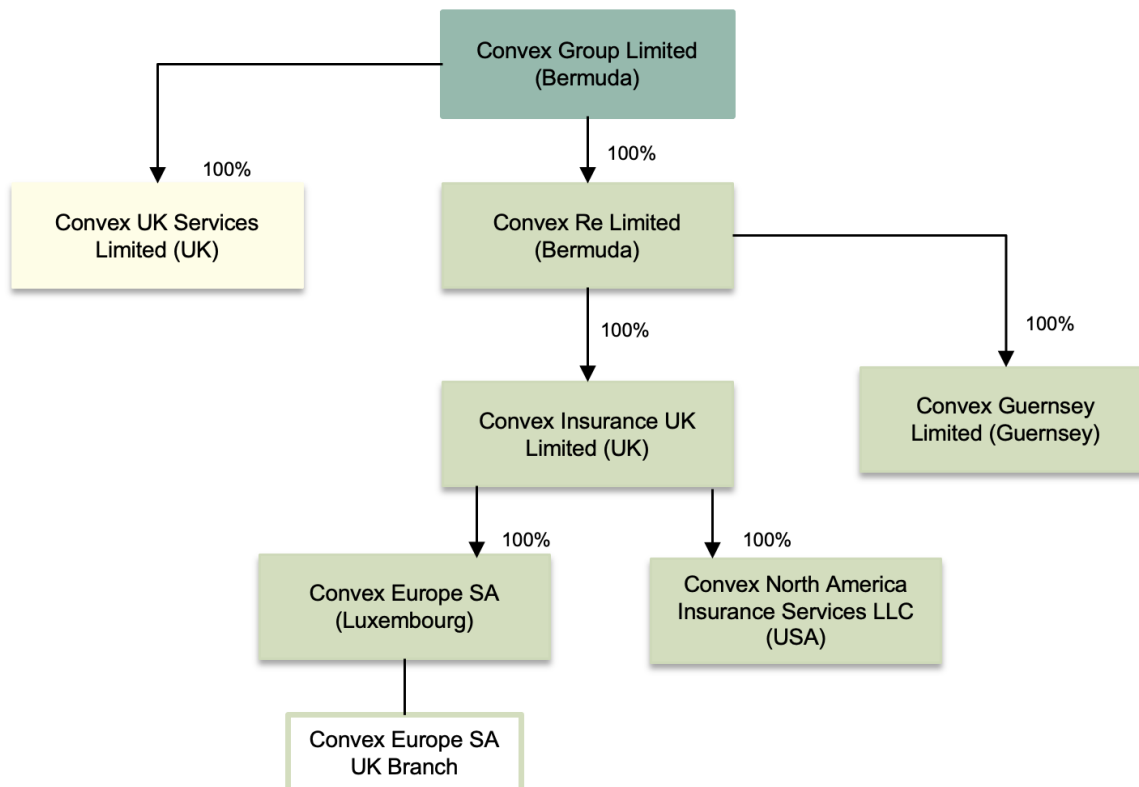 Convex Group Limited
(Bermuda)
100%
100%
Convex UK Services
Limited (UK)
Convex Re Limited
(Bermuda)
100%
100%
Convex Insurance UK
Limited (UK)
Convex Guernsey
Limited (Guernsey)
100%
100%
Convex Europe SA
(Luxembourg)
Convex North America
Insurance Services LLC
(USA)
Convex Europe SA
UK Branch